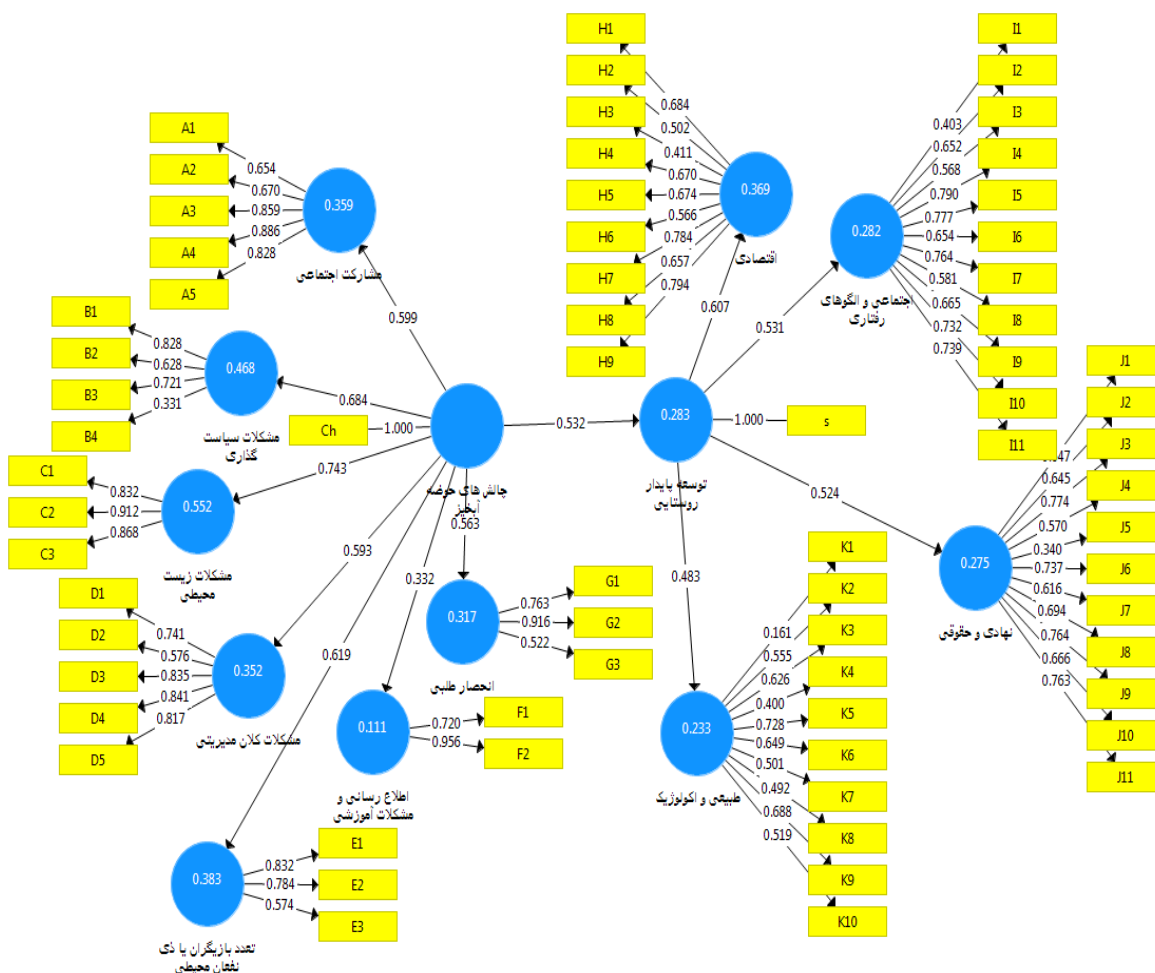 H1
H2
H3
H4
H5
H6
H7
H8
H9
0.684
0.502
0.411
0.670
0.674
0.566
0.784
0.657
0.794
0.369
اقتصادی
I1
I2
I3
I4
I5
I6
I7
I8
I9
I10
I11
0.403
0.652
0.568
0.790
0.777
0.654
0.764
0.581
0.665
0.732
0.739
0.282
اجتماعی و الگوهای
رفتاری
A1
A2
A3
A4
A5
0.654
0.670
0.859
0.886
0.828
0.359
مشارکت اجتماعی
0.599
0.607
0.531
B1
B2
B3
B4
0.828
0.628
0.721
0.331
0.468
مشکلات سیاست
گذاری
0.684
Ch
1.000
چالش های حوضه
آبخیز
0.532
0.283
توسعه پایدار
روستایی
1.000
s
C1
C2
C3
0.832
0.912
0.868
0.552
مشکلات زیست
محیطی
0.743
0.593
0.332
0.563
0.619
0.483
0.524
J1
J2
J3
J4
J5
J6
J7
J8
J9
J10
J11
0.645
0.774
0.570
0.340
0.737
0.616
0.694
0.764
0.666
0.763
0.275
نهادی و حقوقی
D1
D2
D3
D4
D5
0.741
0.576
0.835
0.841
0.817
0.352
مشکلات کلان مدیریتی
G1
G2
G3
0.763
0.916
0.522
0.317
انحصار طلبی
K1
K2
K3
K4
K5
K6
K7
K8
K9
K10
0.161
0.555
0.626
0.400
0.728
0.649
0.501
0.492
0.688
0.519
0.233
طبیعی و اکولوژیک
F1
F2
0.720
0.956
0.111
اطلاع رسانی و
مشکلات آموزشی
E1
E2
E3
0.832
0.784
0.574
0.383
تعدد بازیگران یا ذی
نفعان محیطی